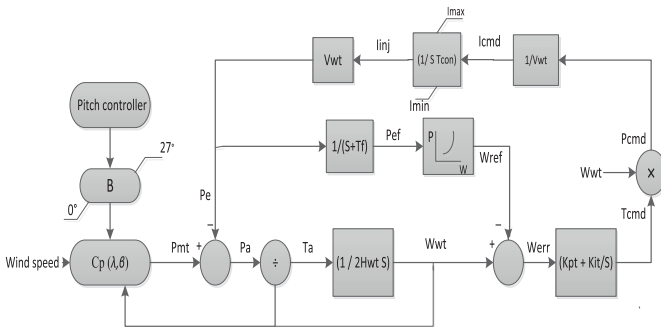 Imax
Iinj
Icmd
Vwt
(1/ S Tcon)
1/Vwt
Imin
Pitch controller
27°
B
0°
1/(S+Tf)
Pef
P
W
Wref
Pcmd
Wwt
×
Tcmd
Pe
−
−
Wind speed
Cp (λ,β)
Pmt
+
Pa
÷
Ta
(1 / 2Hwt S)
Wwt
+
Werr
(Kpt + Kit/S)